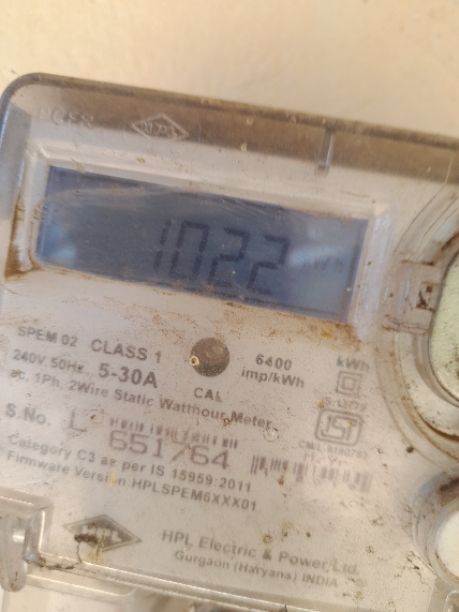 1022 kWh
SPEM 02 CLASS 1
240V, 50Hz, 5-30A
CAL
6400 imp/kWh
kWh
ac, 1Ph, 2Wire Static Watthour Meter
S.No. L 651764
Category C3 as per IS 15959:2011
Firmware Version HPLSPEM6XXX01
HPL
HPL Electric & Power Ltd.
Gurgaon (Haryana) INDIA